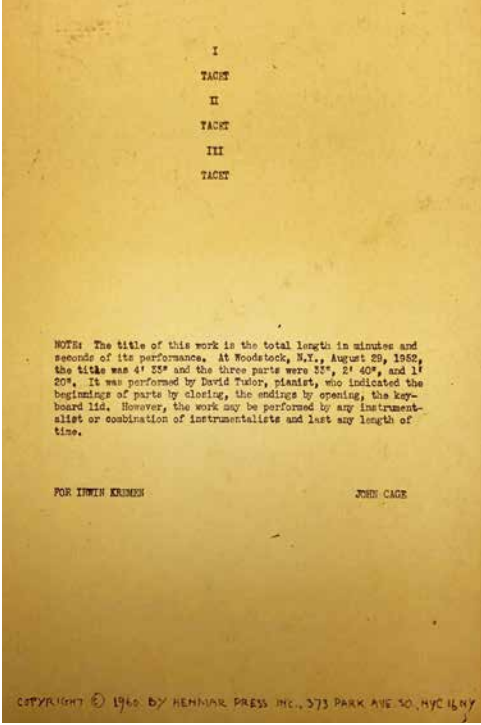 I
TACET
II
TACET
III
TACET
NOTE: The title of this work is the total length in minutes and
seconds of its performance. At Woodstock, N.Y., August 29, 1952,
the title was 4' 33" and the three parts were 33", 2' 40", and 1'
20". It was performed by David Tudor, pianist, who indicated the
beginnings of parts by closing, the endings by opening, the key-
board lid. However, the work may be performed by any instrument-
alist or combination of instrumentalists and last any length of
time.
FOR IRWIN KREMEN JOHN CAGE
COPYRIGHT © 1960 BY HENMAR PRESS INC., 373 PARK AVE. SO., NYC 16 NY